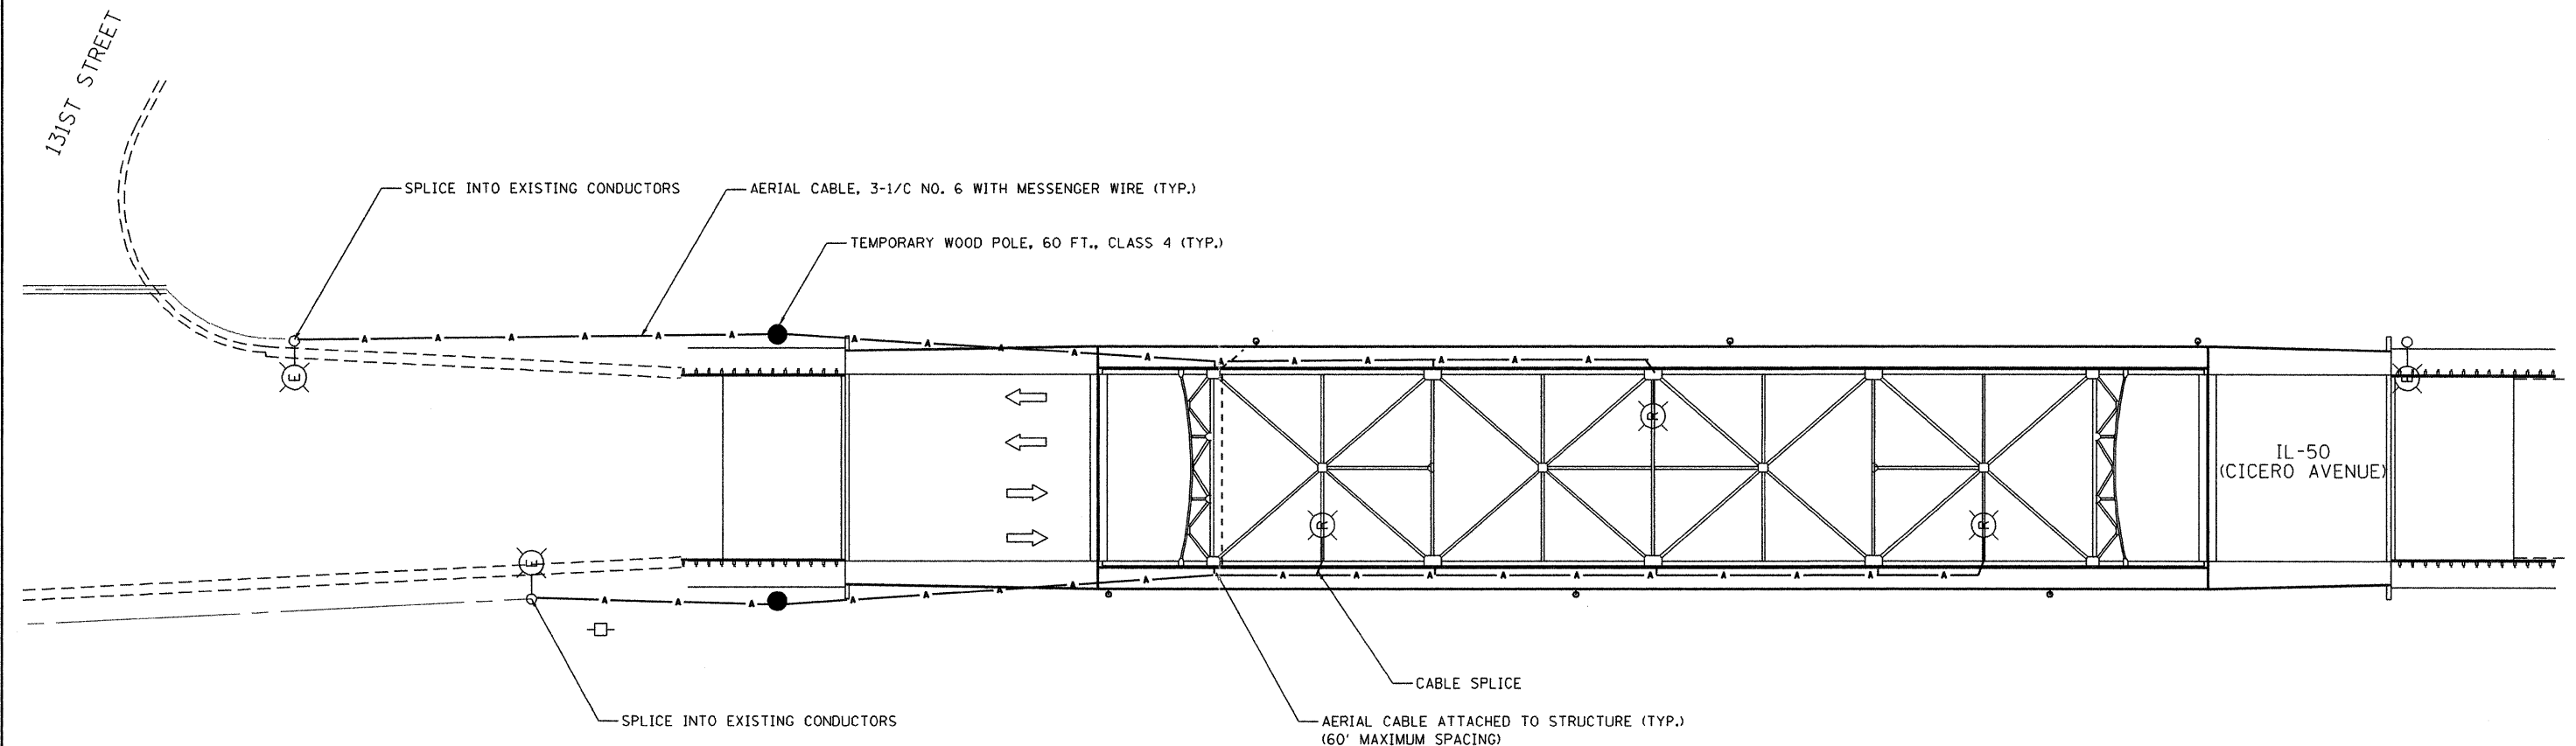 131ST STREET
SPLICE INTO EXISTING CONDUCTORS
AERIAL CABLE, 3-1/C NO. 6 WITH MESSENGER WIRE (TYP.)
TEMPORARY WOOD POLE, 60 FT., CLASS 4 (TYP.)
A A A A A A A A A A A A
A A A A A
E
E
R
IL-50
(CICERO AVENUE)
R
R
E
A A A A A A A A A
A A A A A A A A A A
CABLE SPLICE
SPLICE INTO EXISTING CONDUCTORS
AERIAL CABLE ATTACHED TO STRUCTURE (TYP.)
(60' MAXIMUM SPACING)